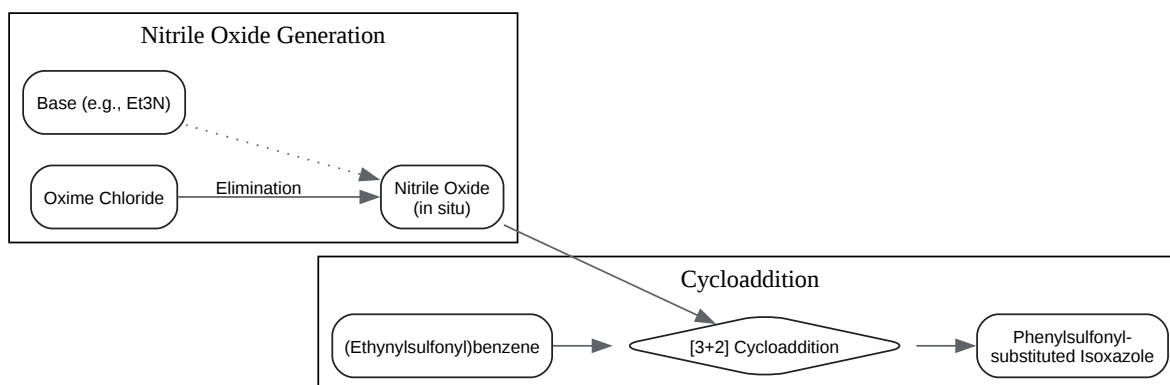 Nitrile Oxide Generation
Base (e.g., Et3N)
Oxime Chloride
Elimination
Nitrile Oxide
(in situ)
Cycloaddition
(Ethynylsulfonyl)benzene
[3+2] Cycloaddition
Phenylsulfonyl-
substituted Isoxazole